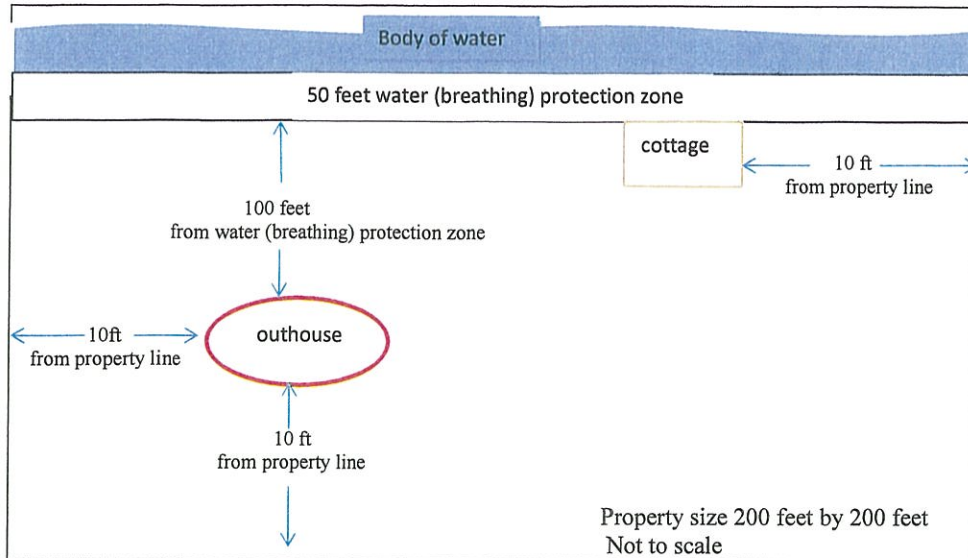 Body of water
50 feet water (breathing) protection zone
cottage
10 ft
from property line
100 feet
from water (breathing) protection zone
outhouse
10ft
from property line
10 ft
from property line
Property size 200 feet by 200 feet
Not to scale